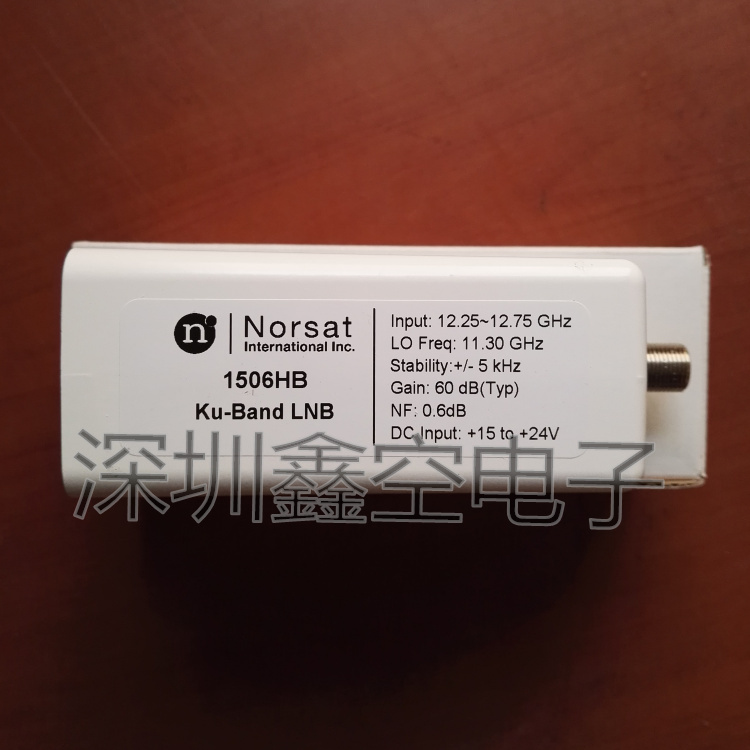 n
Norsat
International Inc.
1506HB
Ku-Band LNB
Input: 12.25~12.75 GHz
LO Freq: 11.30 GHz
Stability:+/- 5 kHz
Gain: 60 dB(Typ)
NF: 0.6dB
DC Input: +15 to +24V
深圳鑫空电子